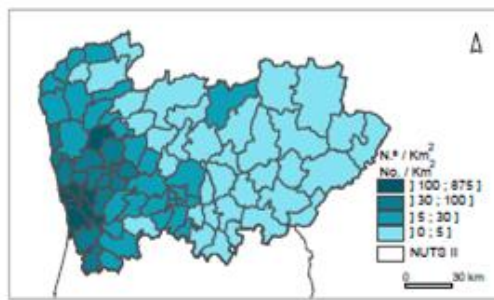 N.º / Km2
No. / Km2
] 100 ; 875 ]
] 30 ; 100 ]
] 5 ; 30 ]
] 0 ; 5 ]
NUTS II
0 30 km